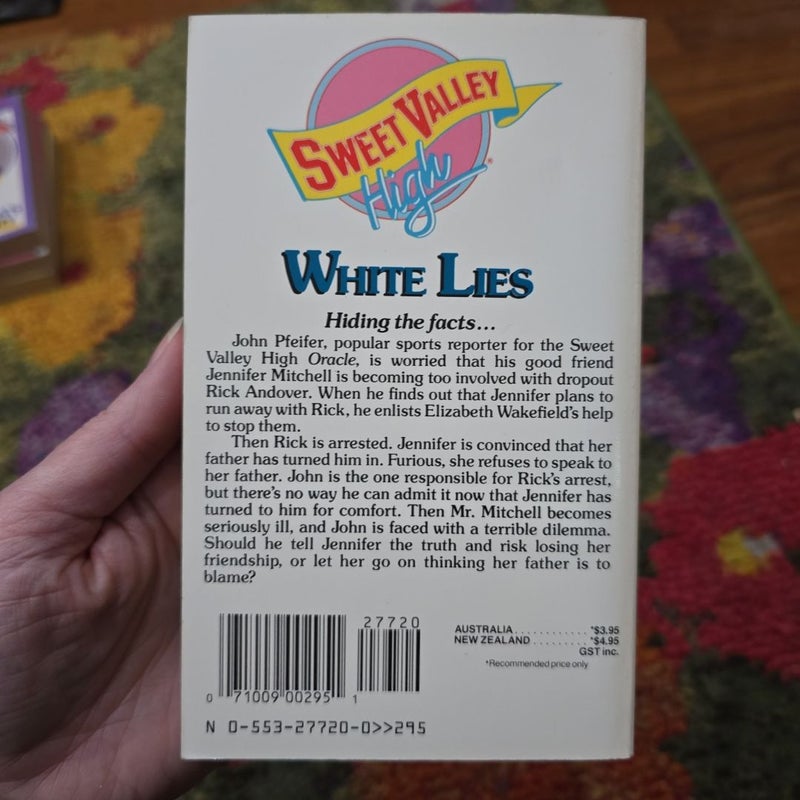 SWEET VALLEY
High®
WHITE LIES
Hiding the facts...
John Pfeifer, popular sports reporter for the Sweet
Valley High Oracle, is worried that his good friend
Jennifer Mitchell is becoming too involved with dropout
Rick Andover. When he finds out that Jennifer plans to
run away with Rick, he enlists Elizabeth Wakefield's help
to stop them.
Then Rick is arrested. Jennifer is convinced that her
father has turned him in. Furious, she refuses to speak to
her father. John is the one responsible for Rick's arrest,
but there's no way he can admit it now that Jennifer has
turned to him for comfort. Then Mr. Mitchell becomes
seriously ill, and John is faced with a terrible dilemma.
Should he tell Jennifer the truth and risk losing her
friendship, or let her go on thinking her father is to
blame?
27720
AUSTRALIA............*$3.95
NEW ZEALAND.........*$4.95
GST inc.
*Recommended price only
0 71009 00295 1
N 0-553-27720-0>>295